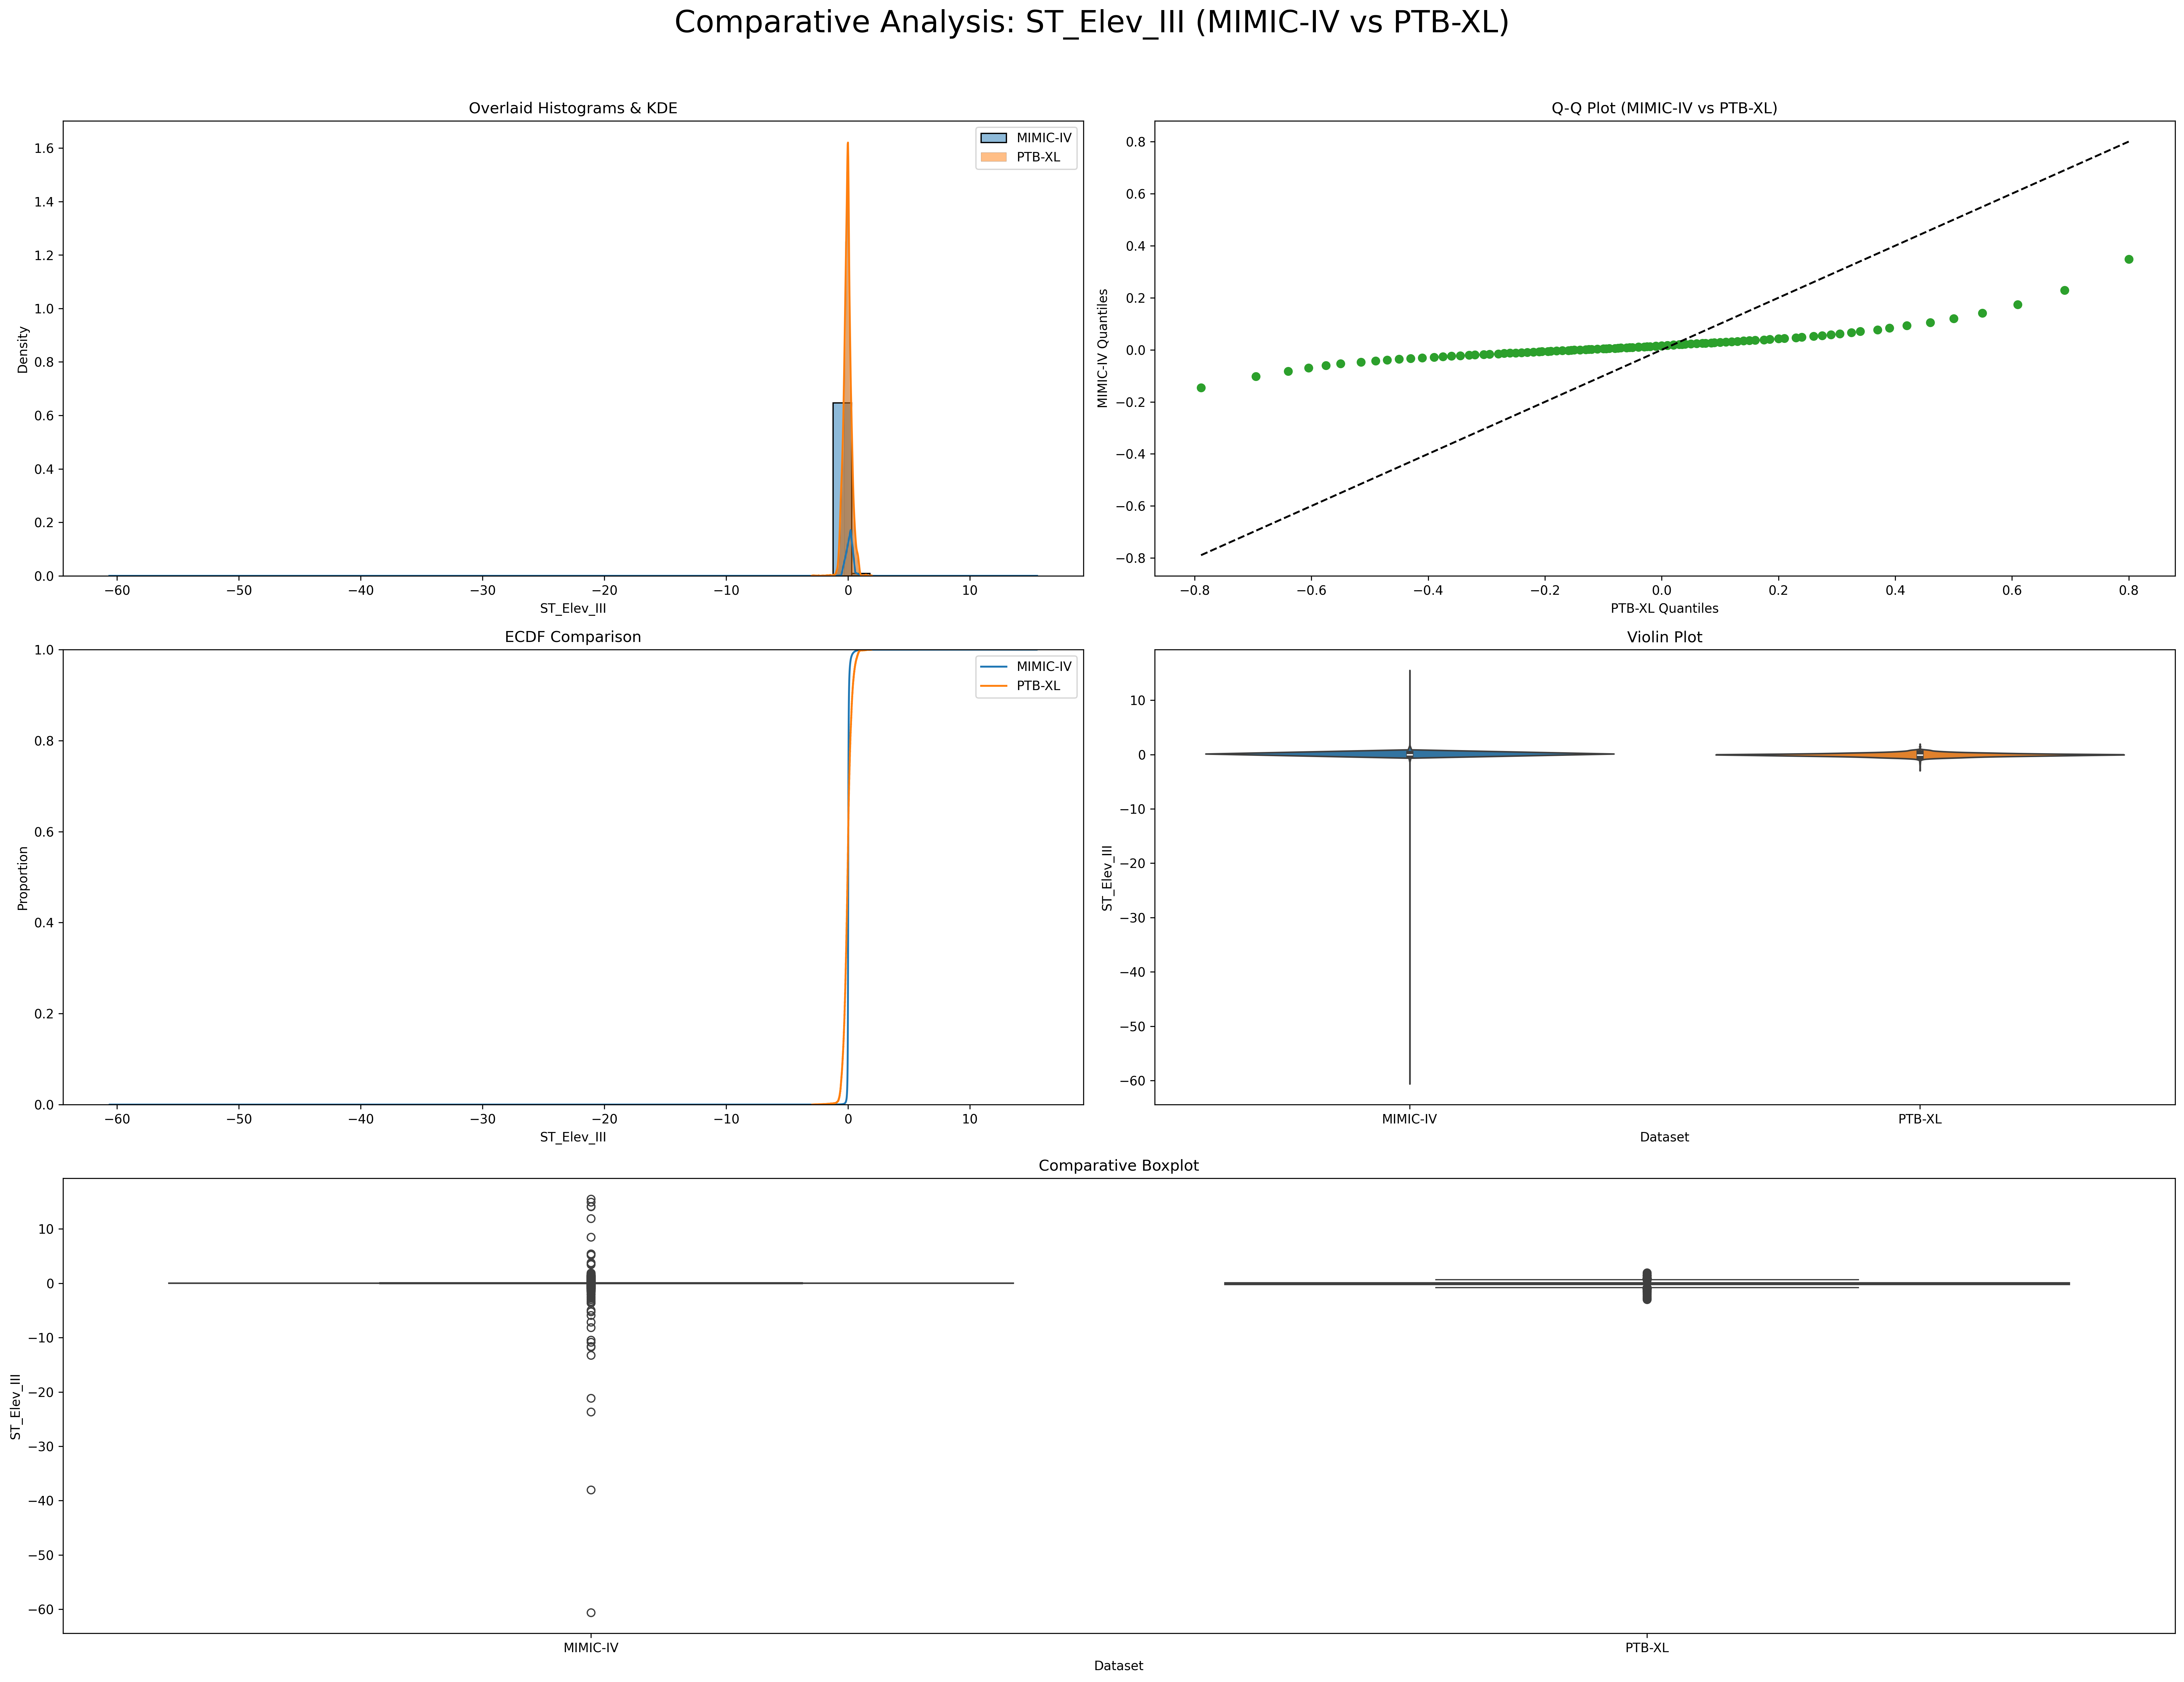 Comparative Analysis: ST_Elev_III (MIMIC-IV vs PTB-XL)
Overlaid Histograms & KDE
MIMIC-IV
PTB-XL
1.6
1.4
1.2
1.0
0.8
0.6
0.4
0.2
0.0
Density
−60 −50 −40 −30 −20 −10 0 10
ST_Elev_III
Q-Q Plot (MIMIC-IV vs PTB-XL)
0.8
0.6
0.4
0.2
0.0
−0.2
−0.4
−0.6
−0.8
MIMIC-IV Quantiles
−0.8 −0.6 −0.4 −0.2 0.0 0.2 0.4 0.6 0.8
PTB-XL Quantiles
ECDF Comparison
MIMIC-IV
PTB-XL
1.0
0.8
0.6
0.4
0.2
0.0
Proportion
−60 −50 −40 −30 −20 −10 0 10
ST_Elev_III
Violin Plot
10
0
−10
−20
−30
−40
−50
−60
ST_Elev_III
MIMIC-IV PTB-XL
Dataset
Comparative Boxplot
10
0
−10
−20
−30
−40
−50
−60
ST_Elev_III
MIMIC-IV PTB-XL
Dataset